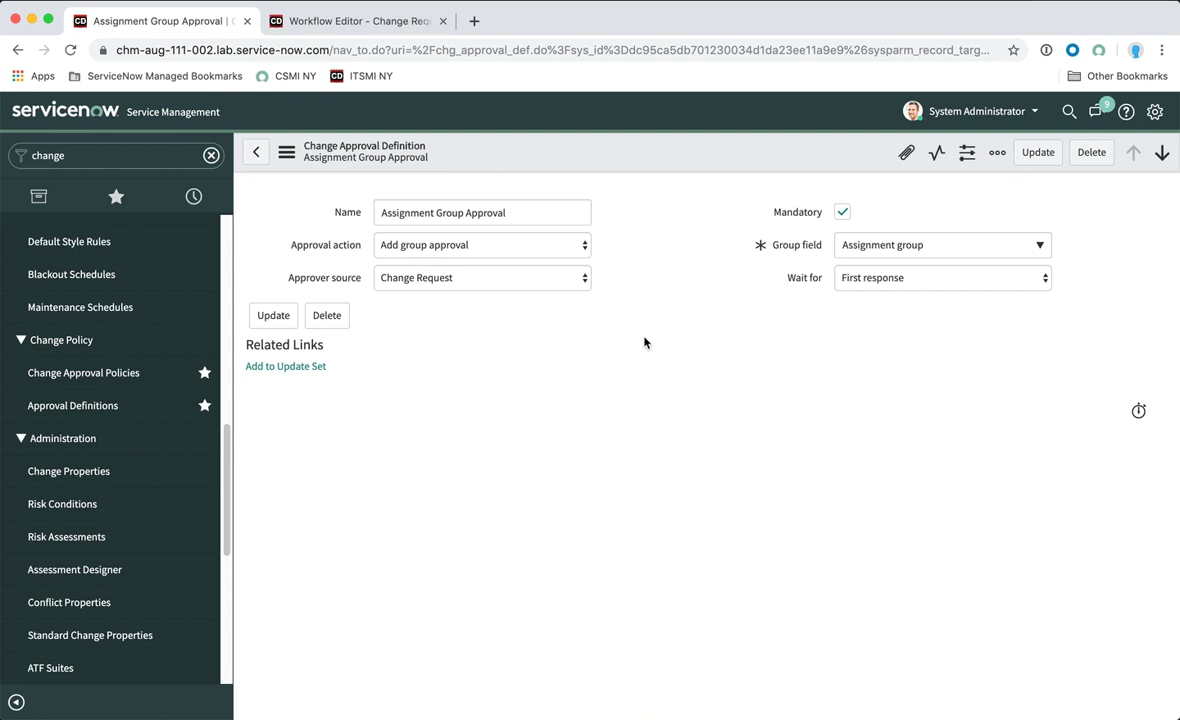 CD Assignment Group Approval |
CD Workflow Editor - Change Req
chm-aug-111-002.lab.service-now.com/nav_to.do?uri=%2Fchg_approval_def.do%3Fsys_id%3Ddc95ca5db701230034d1da23ee11a9e9%26sysparm_record_targ...
Apps ServiceNow Managed Bookmarks CSMI NY CD ITSMI NY Other Bookmarks
servicenow Service Management System Administrator 9
change
Change Approval Definition
Assignment Group Approval
Update Delete
Name Assignment Group Approval Mandatory
Approval action Add group approval Group field Assignment group
Approver source Change Request Wait for First response
Update Delete
Related Links
Add to Update Set
Default Style Rules
Blackout Schedules
Maintenance Schedules
Change Policy
Change Approval Policies
Approval Definitions
Administration
Change Properties
Risk Conditions
Risk Assessments
Assessment Designer
Conflict Properties
Standard Change Properties
ATF Suites